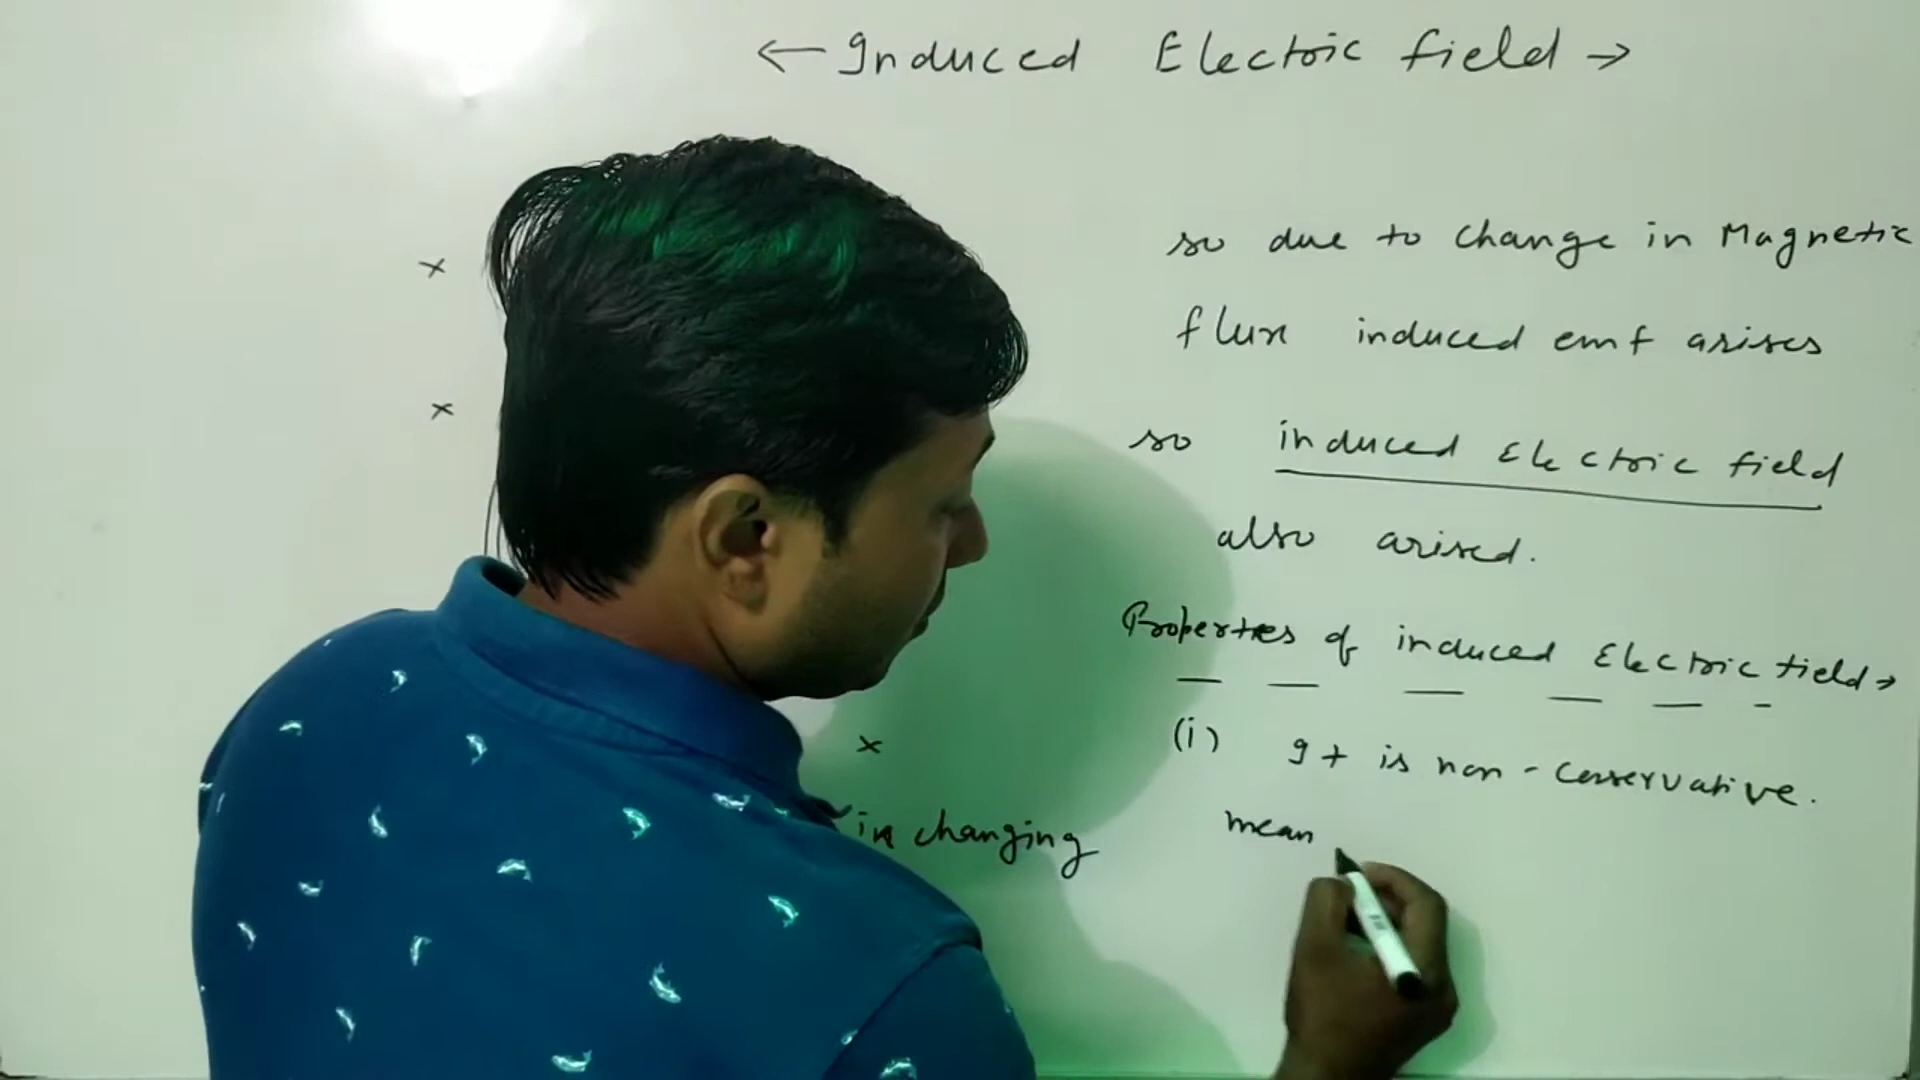 ← Induced Electric field →
so due to change in Magnetic
flux induced emf arises
so induced Electric field
also arised.
Properties of induced Electric field →
(i) It is non-conservative.
mean
in changing